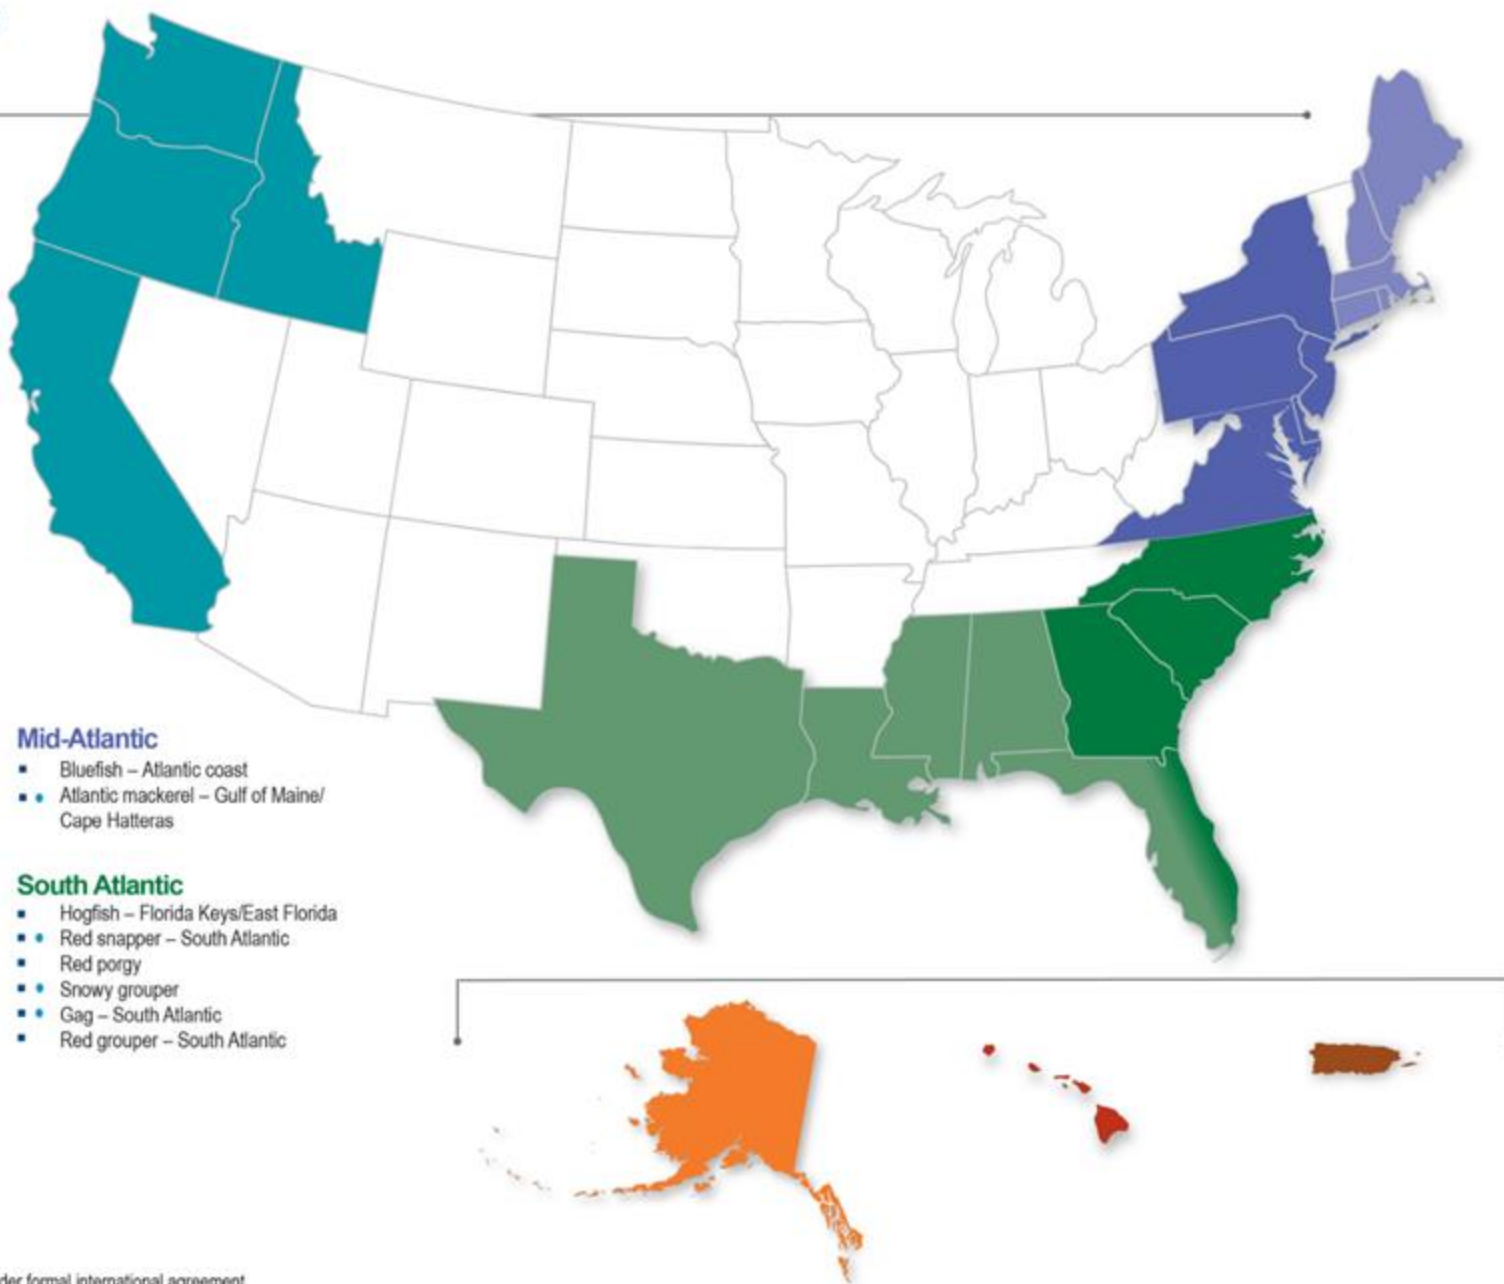 Mid-Atlantic
▪ Bluefish – Atlantic coast
▪ • Atlantic mackerel – Gulf of Maine/
Cape Hatteras
South Atlantic
▪ Hogfish – Florida Keys/East Florida
▪ • Red snapper – South Atlantic
▪ Red porgy
▪ • Snowy grouper
▪ • Gag – South Atlantic
▪ Red grouper – South Atlantic
formal international agreement